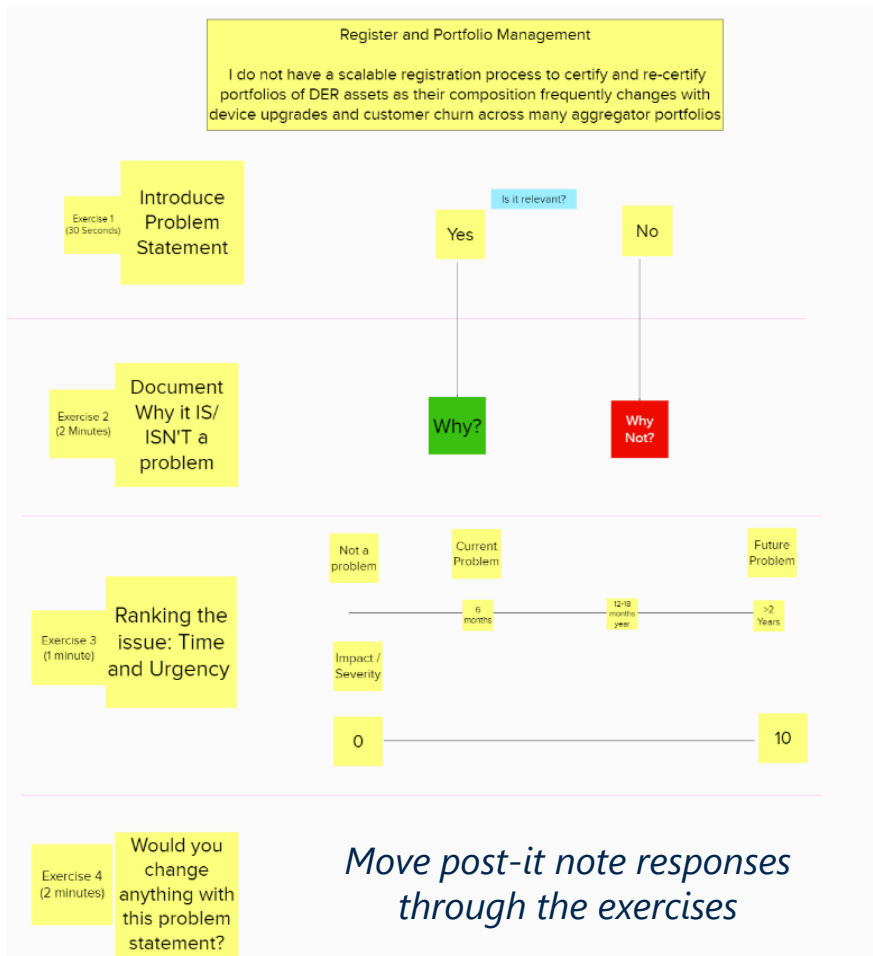 Register and Portfolio Management
I do not have a scalable registration process to certify and re-certify
portfolios of DER assets as their composition frequently changes with
device upgrades and customer churn across many aggregator portfolios
Exercise 1
(30 Seconds)
Introduce
Problem
Statement
Is it relevant?
Yes
No
Exercise 2
(2 Minutes)
Document
Why it IS/
ISN'T a
problem
Why?
Why
Not?
Exercise 3
(1 minute)
Ranking the
issue: Time
and Urgency
Not a
problem
Current
Problem
Future
Problem
6
months
12-18
months
year
>2
Years
Impact /
Severity
0
10
Exercise 4
(2 minutes)
Would you
change
anything with
this problem
statement?
Move post-it note responses
through the exercises